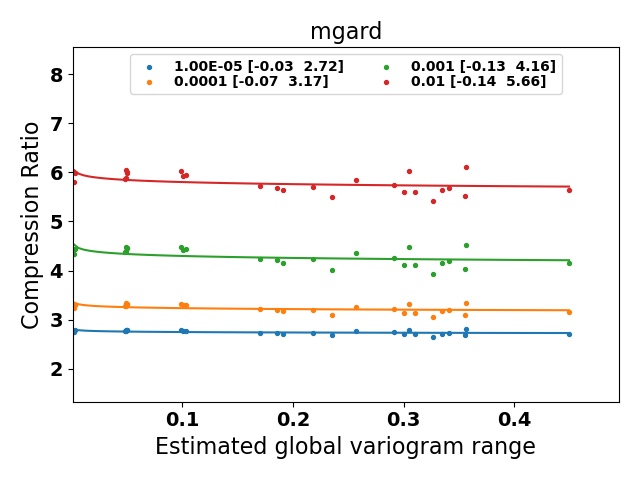 mgard
1.00E-05 [-0.03  2.72]
0.0001 [-0.07  3.17]
0.001 [-0.13  4.16]
0.01 [-0.14  5.66]
Compression Ratio
8
7
6
5
4
3
2
0.1 0.2 0.3 0.4
Estimated global variogram range